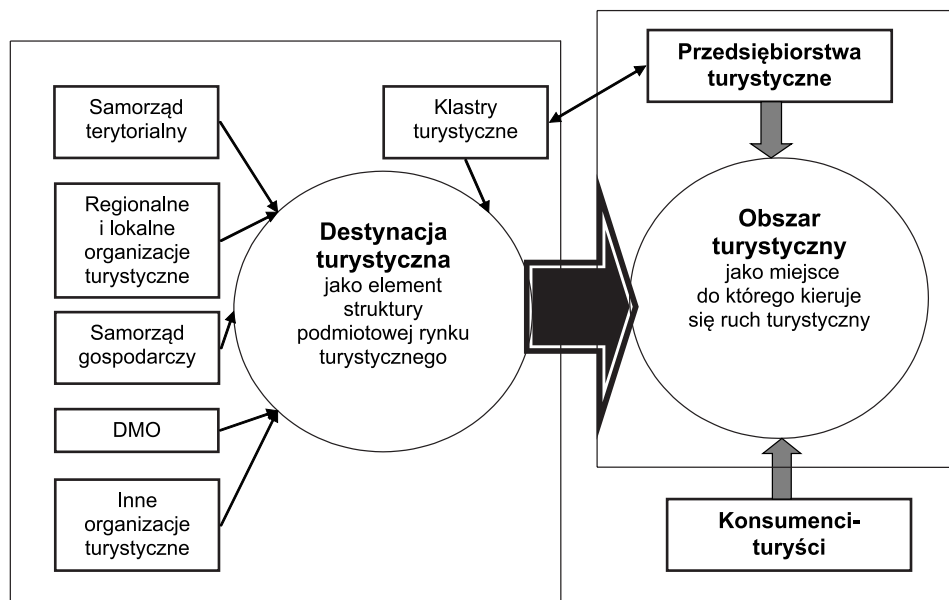 Samorząd
terytorialny
Regionalne
i lokalne
organizacje
turystyczne
Samorząd
gospodarczy
DMO
Inne
organizacje
turystyczne
Klastry
turystyczne
Destynacja
turystyczna
jako element
struktury
podmiotowej rynku
turystycznego
Przedsiębiorstwa
turystyczne
Obszar
turystyczny
jako miejsce
do którego kieruje
się ruch turystyczny
Konsumenci-
turyści